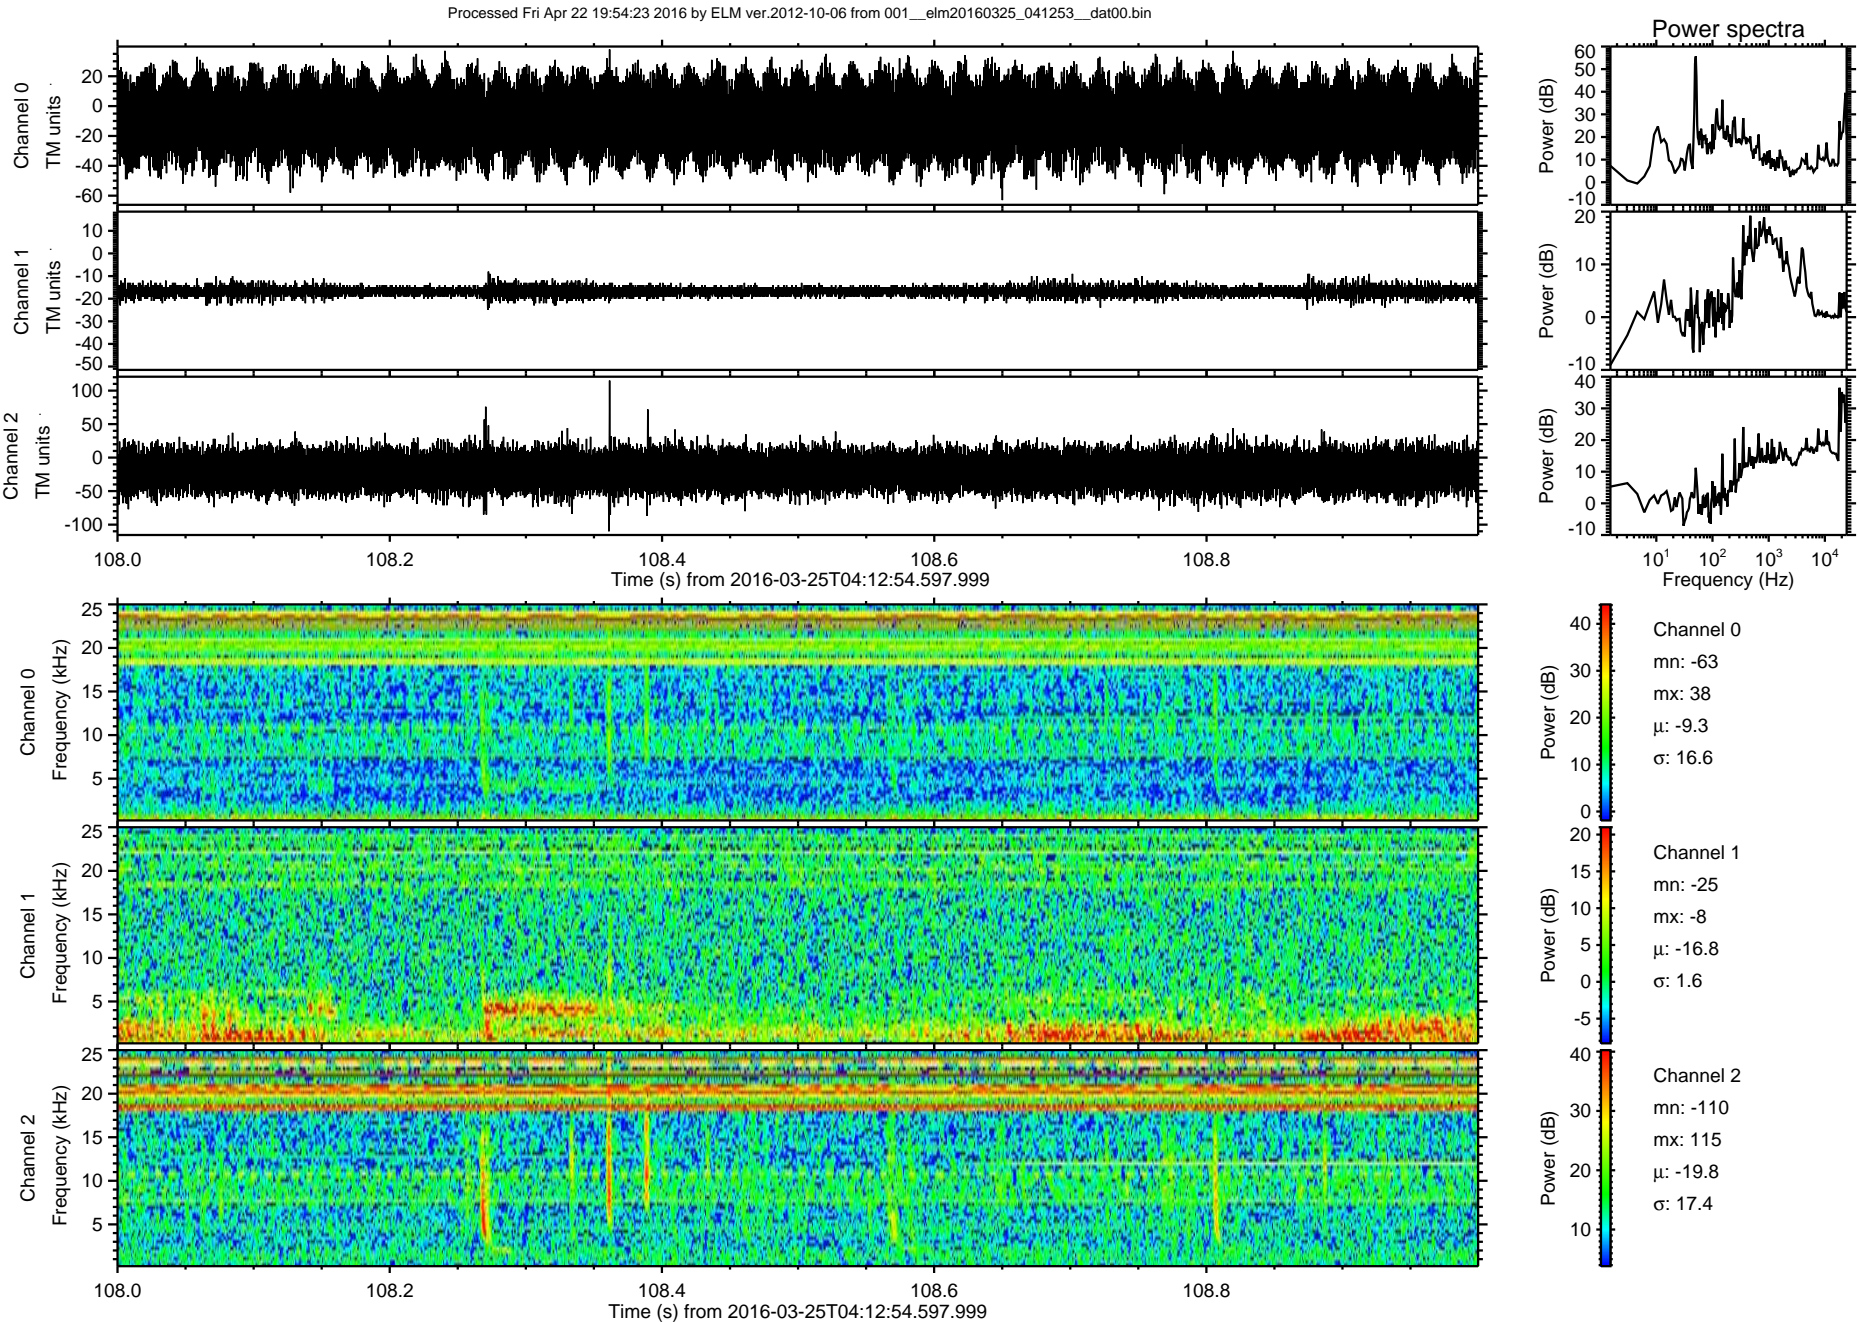 Processed Fri Apr 22 19:54:23 2016 by ELM ver.2012-10-06 from 001__elm20160325_041253__dat00.bin
Power spectra
Channel 0
TM units
20
0
-20
-40
-60
Power (dB)
60
50
40
30
20
10
0
-10
Channel 1
TM units
10
0
-10
-20
-30
-40
-50
Power (dB)
20
10
0
-10
Channel 2
TM units
100
50
0
-50
-100
Power (dB)
40
30
20
10
0
-10
108.0 108.2 108.4 108.6 108.8
Time (s) from 2016-03-25T04:12:54.597.999
10^1 10^2 10^3 10^4
Frequency (Hz)
Channel 0
Frequency (kHz)
25
20
15
10
5
Power (dB)
40
30
20
10
0
Channel 0
mn: -63
mx: 38
μ: -9.3
σ: 16.6
Channel 1
Frequency (kHz)
25
20
15
10
5
Power (dB)
20
15
10
5
0
-5
Channel 1
mn: -25
mx: -8
μ: -16.8
σ: 1.6
Channel 2
Frequency (kHz)
25
20
15
10
5
Power (dB)
40
30
20
10
Channel 2
mn: -110
mx: 115
μ: -19.8
σ: 17.4
108.0 108.2 108.4 108.6 108.8
Time (s) from 2016-03-25T04:12:54.597.999